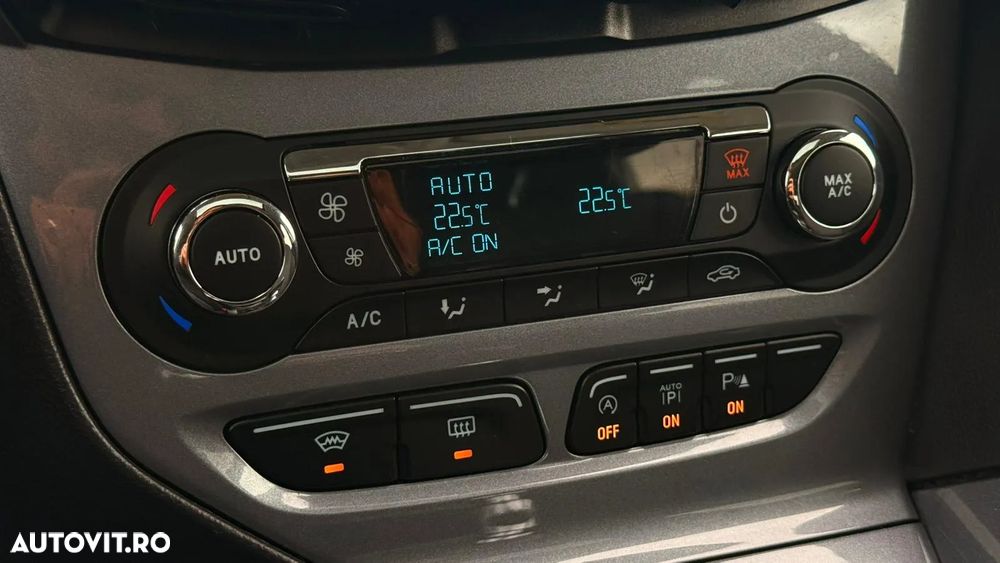 AUTO
22.5°C
A/C ON
22.5°C
MAX
AUTO
MAX
A/C
A/C
A
OFF
AUTO
P
ON
P
ON
AUTOVIT.RO